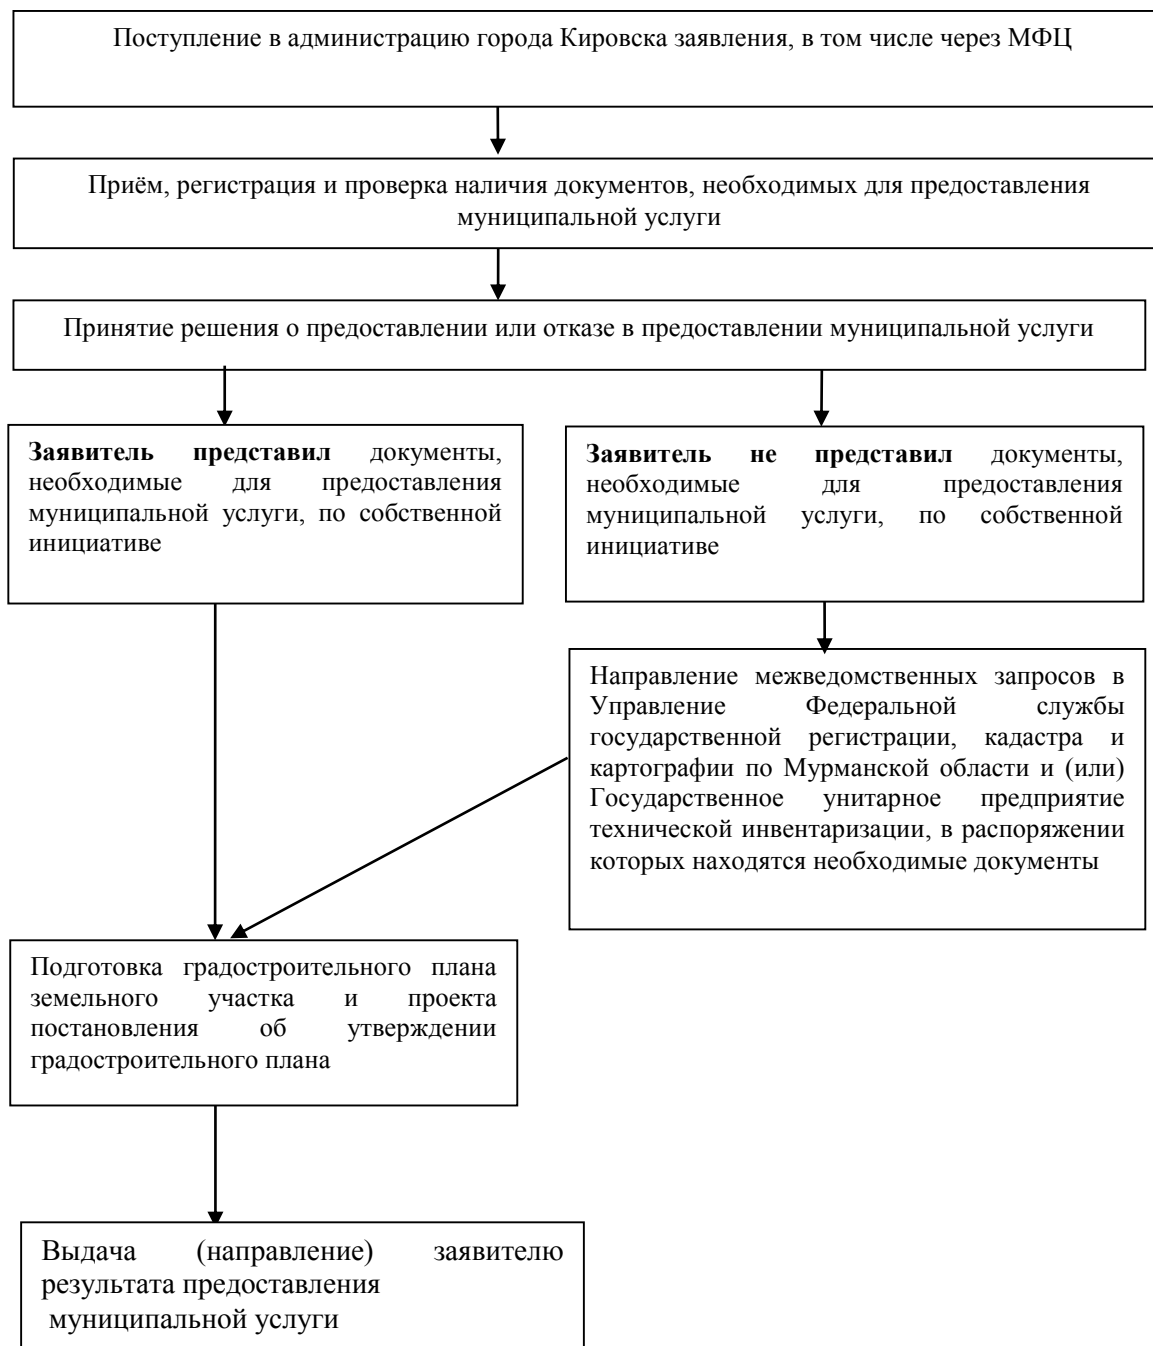 Поступление в администрацию города Кировска заявления, в том числе через МФЦ
Приём, регистрация и проверка наличия документов, необходимых для предоставления
муниципальной услуги
Принятие решения о предоставлении или отказе в предоставлении муниципальной услуги
Заявитель представил документы,
необходимые для предоставления
муниципальной услуги, по собственной
инициативе
Заявитель не представил документы,
необходимые для предоставления
муниципальной услуги, по собственной
инициативе
Направление межведомственных запросов в
Управление Федеральной службы
государственной регистрации, кадастра и
картографии по Мурманской области и (или)
Государственное унитарное предприятие
технической инвентаризации, в распоряжении
которых находятся необходимые документы
Подготовка градостроительного плана
земельного участка и проекта
постановления об утверждении
градостроительного плана
Выдача (направление) заявителю
результата предоставления
муниципальной услуги